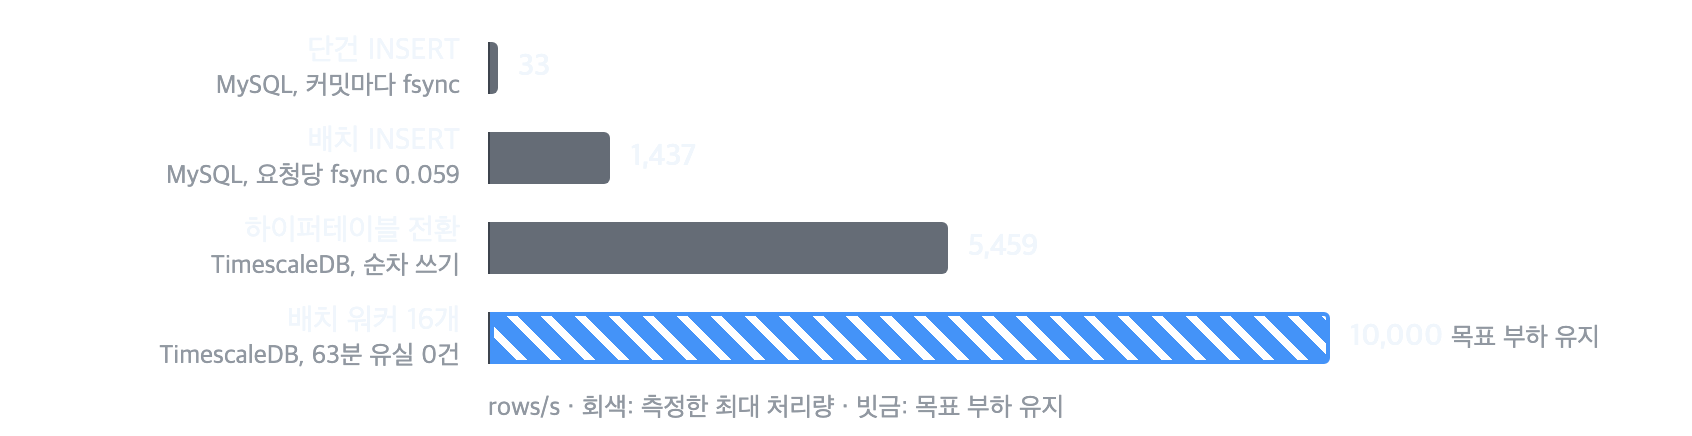 단건 INSERT
33
MySQL, 커밋마다 fsync
배치 INSERT
1,437
MySQL, 요청당 fsync 0.059
하이퍼테이블 전환
5,459
TimescaleDB, 순차 쓰기
배치 워커 16개
10,000 목표 부하 유지
TimescaleDB, 63분 유실 0건
rows/s · 회색: 측정한 최대 처리량 · 빗금: 목표 부하 유지